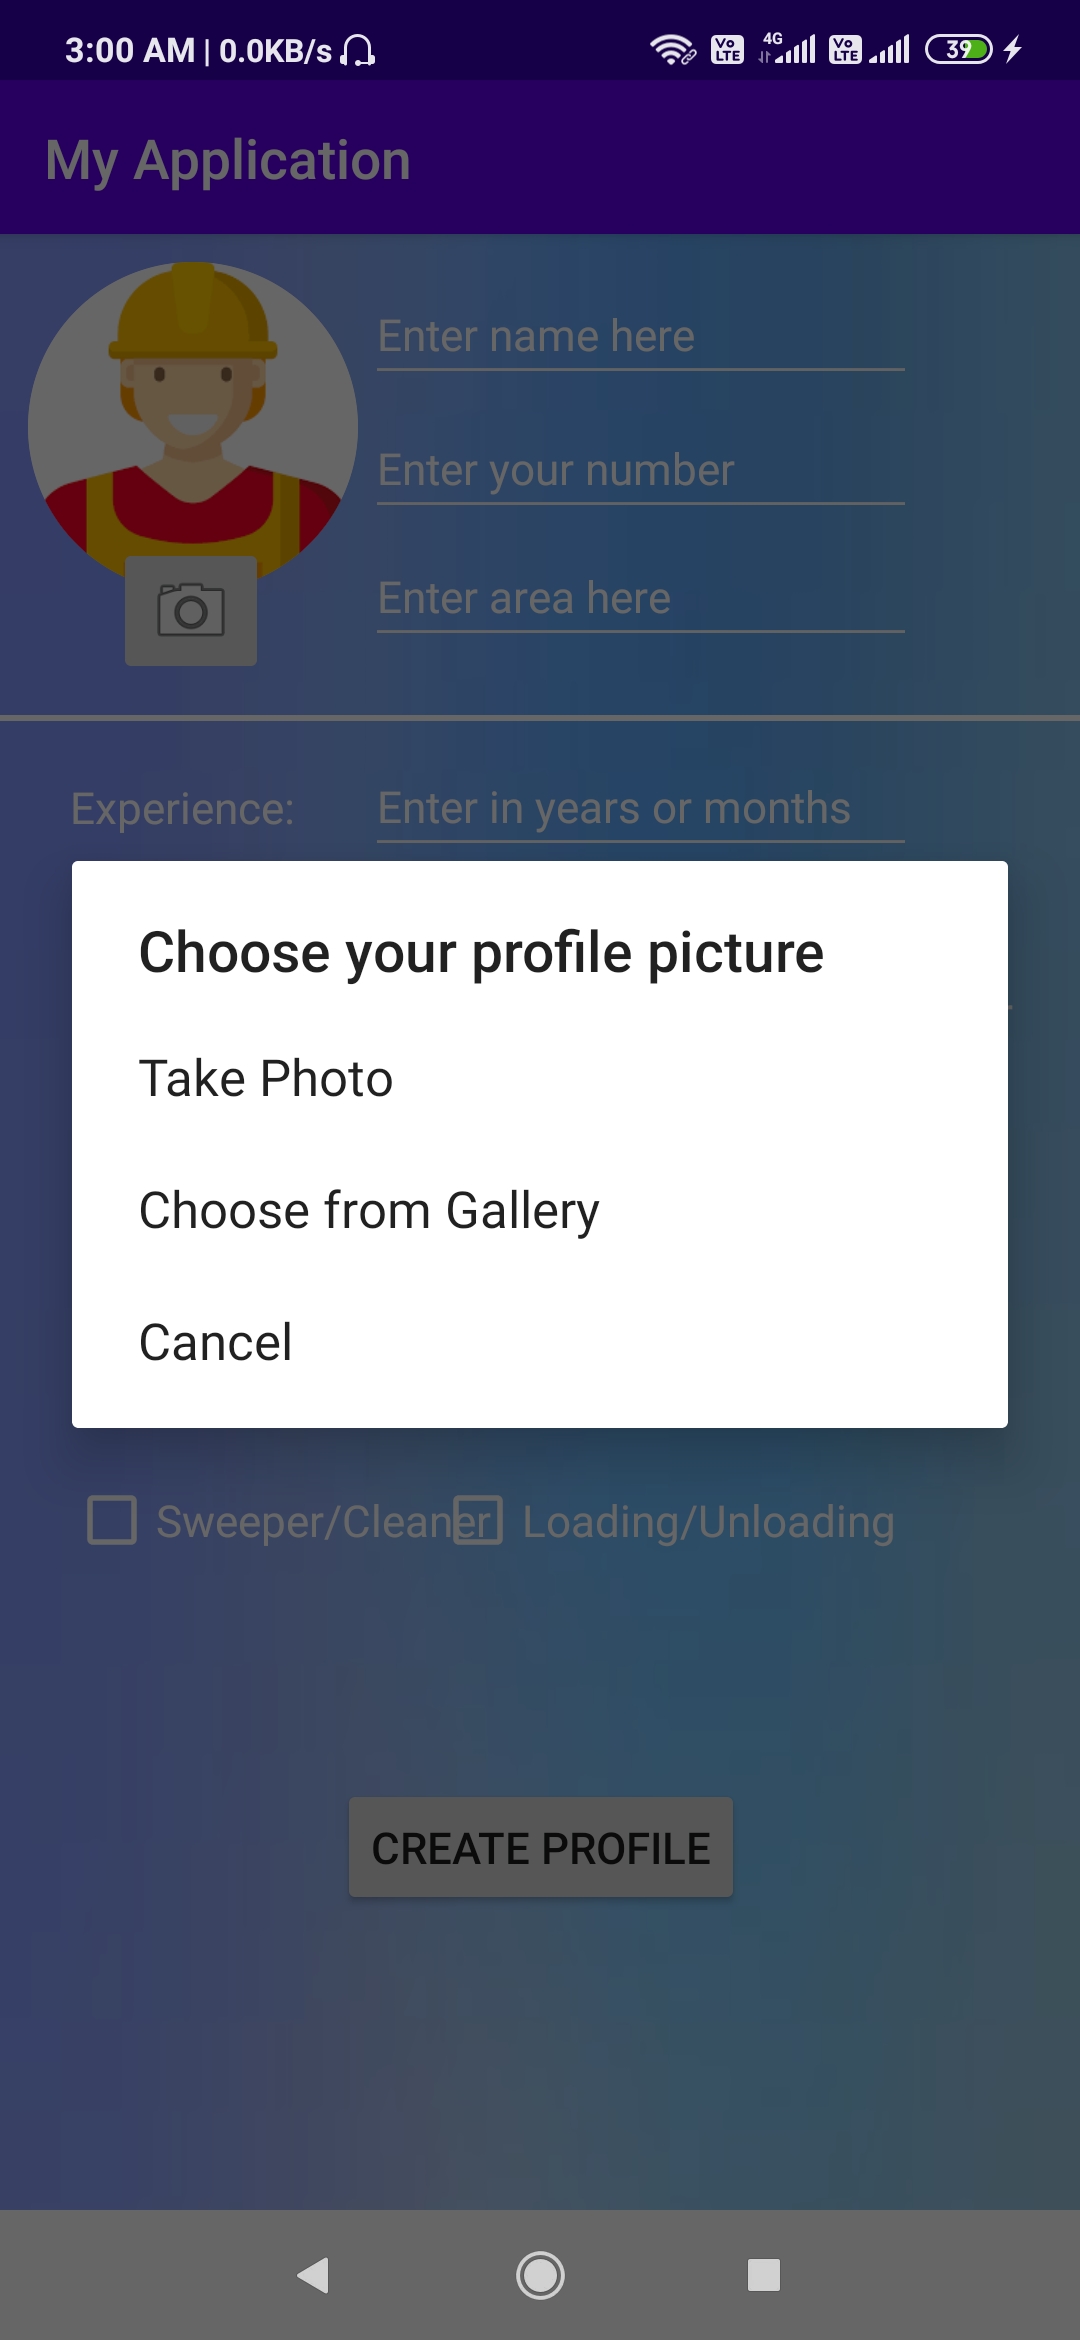 3:00 AM | 0.0KB/s Vo LTE 4G Vo LTE 39
My Application
Enter name here
Enter your number
Enter area here
Experience: Enter in years or months
Choose your profile picture
Take Photo
Choose from Gallery
Cancel
Sweeper/Cleaner Loading/Unloading
CREATE PROFILE